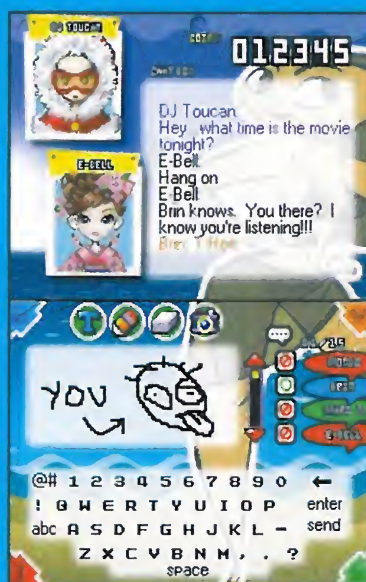 DJ TOUCAN
012345
DJ Toucan
Hey what time is the movie
tonight?
E-Bell
Hang on
E-Bell
Brin knows. You there? I
know you're listening!!!
E-BELL
T
YOU
@# 1 2 3 4 5 6 7 8 9 0 ←
! Q W E R T Y U I O P enter
abc A S D F G H J K L - send
Z X C V B N M , . ?
space